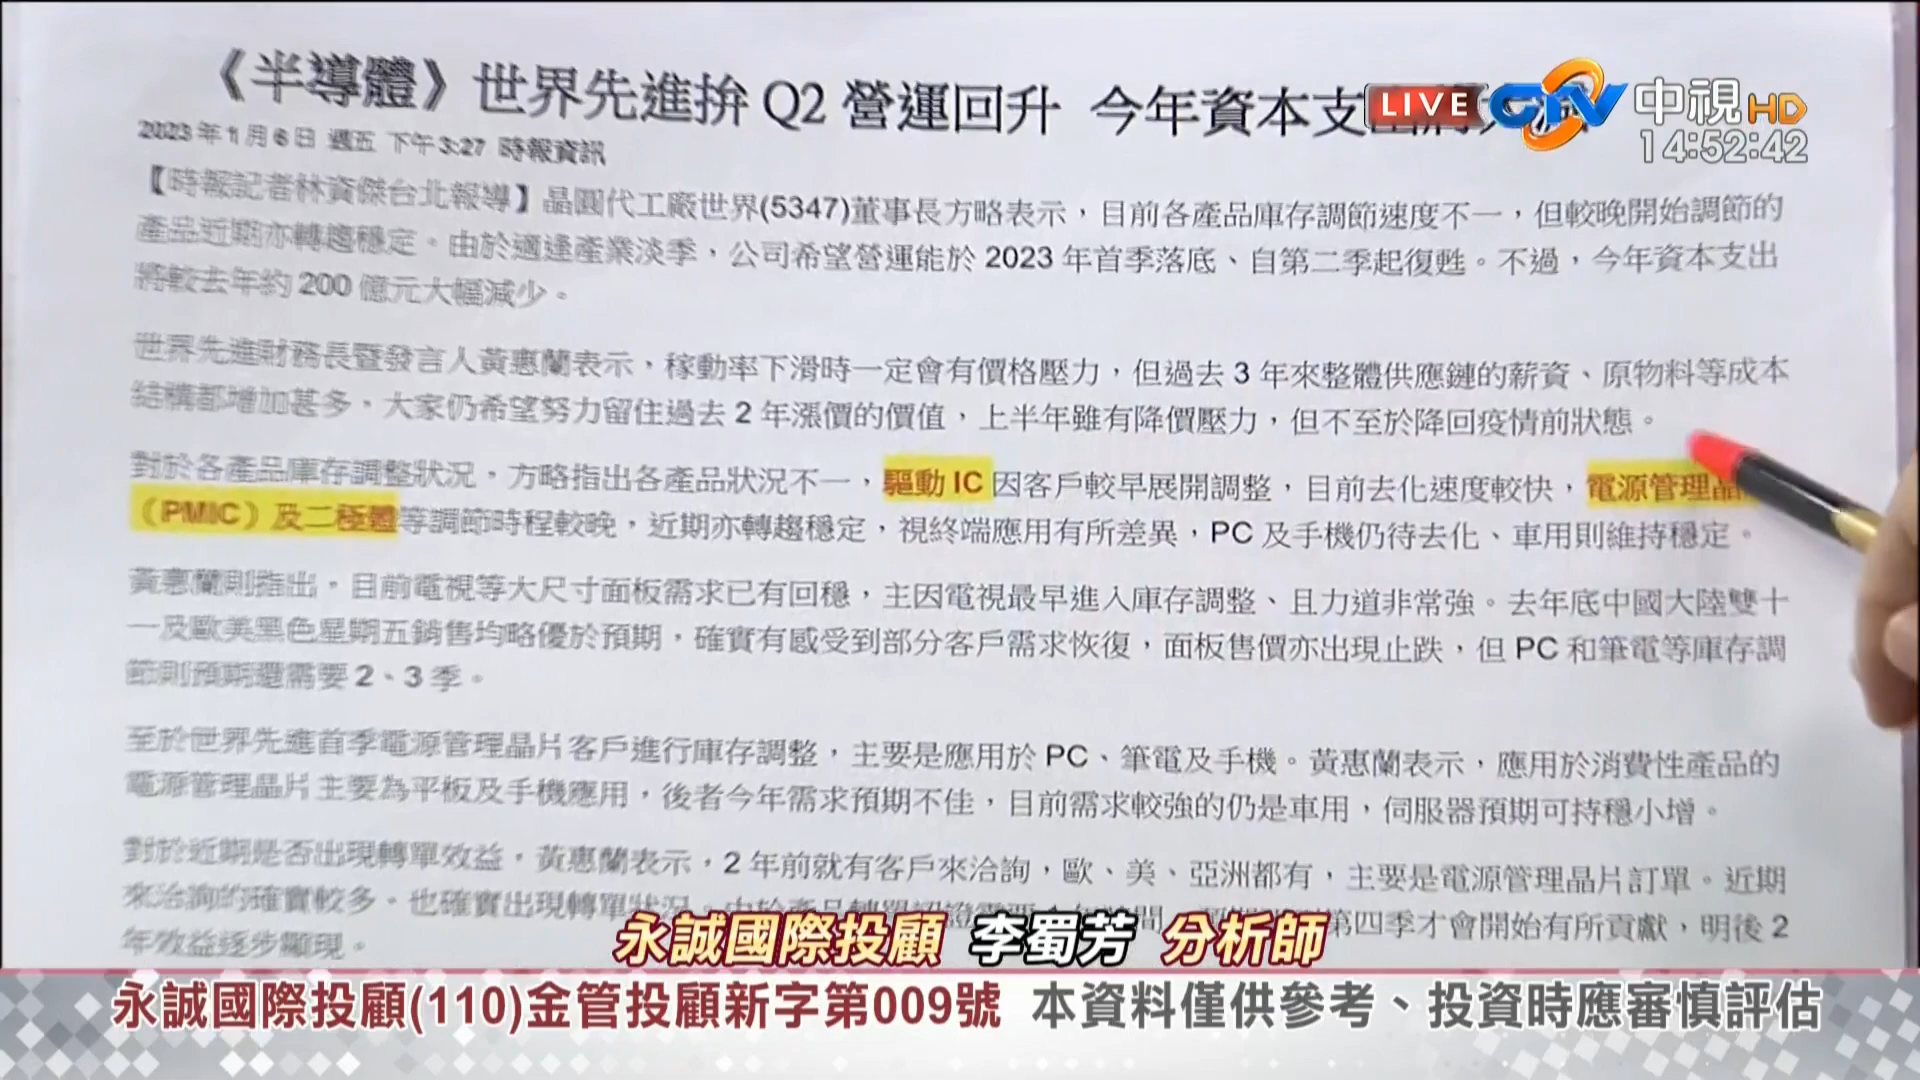 《半導體》世界先進拚 Q2 營運回升 今年資本支
LIVE CTV 中視HD
14:52:42
2023 年 1 月 6 日 週五 下午 3:27 時報資訊
【時報記者林資傑台北報導】晶圓代工廠世界(5347)董事長方略表示，目前各產品庫存調節速度不一，但較晚開始調節的
產品近期亦轉趨穩定。由於適逢產業淡季，公司希望營運能於 2023 年首季落底、自第二季起復甦。不過，今年資本支出
將較去年約 200 億元大幅減少。
世界先進財務長暨發言人黃惠蘭表示，稼動率下滑時一定會有價格壓力，但過去 3 年來整體供應鏈的薪資、原物料等成本
結構都增加甚多，大家仍希望努力留住過去 2 年漲價的價值，上半年雖有降價壓力，但不至於降回疫情前狀態。
對於各產品庫存調整狀況，方略指出各產品狀況不一，驅動 IC 因客戶較早展開調整，目前去化速度較快，電源管理晶
（PMIC）及二極體等調節時程較晚，近期亦轉趨穩定，視終端應用有所差異，PC 及手機仍待去化、車用則維持穩定。
黃惠蘭則指出，目前電視等大尺寸面板需求已有回穩，主因電視最早進入庫存調整、且力道非常強。去年底中國大陸雙十
一及歐美黑色星期五銷售均略優於預期，確實有感受到部分客戶需求恢復，面板售價亦出現止跌，但 PC 和筆電等庫存調
節則預期還需要 2、3 季。
至於世界先進首季電源管理晶片客戶進行庫存調整，主要是應用於 PC、筆電及手機。黃惠蘭表示，應用於消費性產品的
電源管理晶片主要為平板及手機應用，後者今年需求預期不佳，目前需求較強的仍是車用，伺服器預期可持穩小增。
對於近期是否出現轉單效益，黃惠蘭表示，2 年前就有客戶來洽詢，歐、美、亞洲都有，主要是電源管理晶片訂單。近期
來洽詢的確實較多，也確實出現轉單狀況，第四季才會開始有所貢獻，明後 2
年效益逐步顯現。
永誠國際投顧 李蜀芳 分析師
永誠國際投顧(110)金管投顧新字第009號 本資料僅供參考、投資時應審慎評估